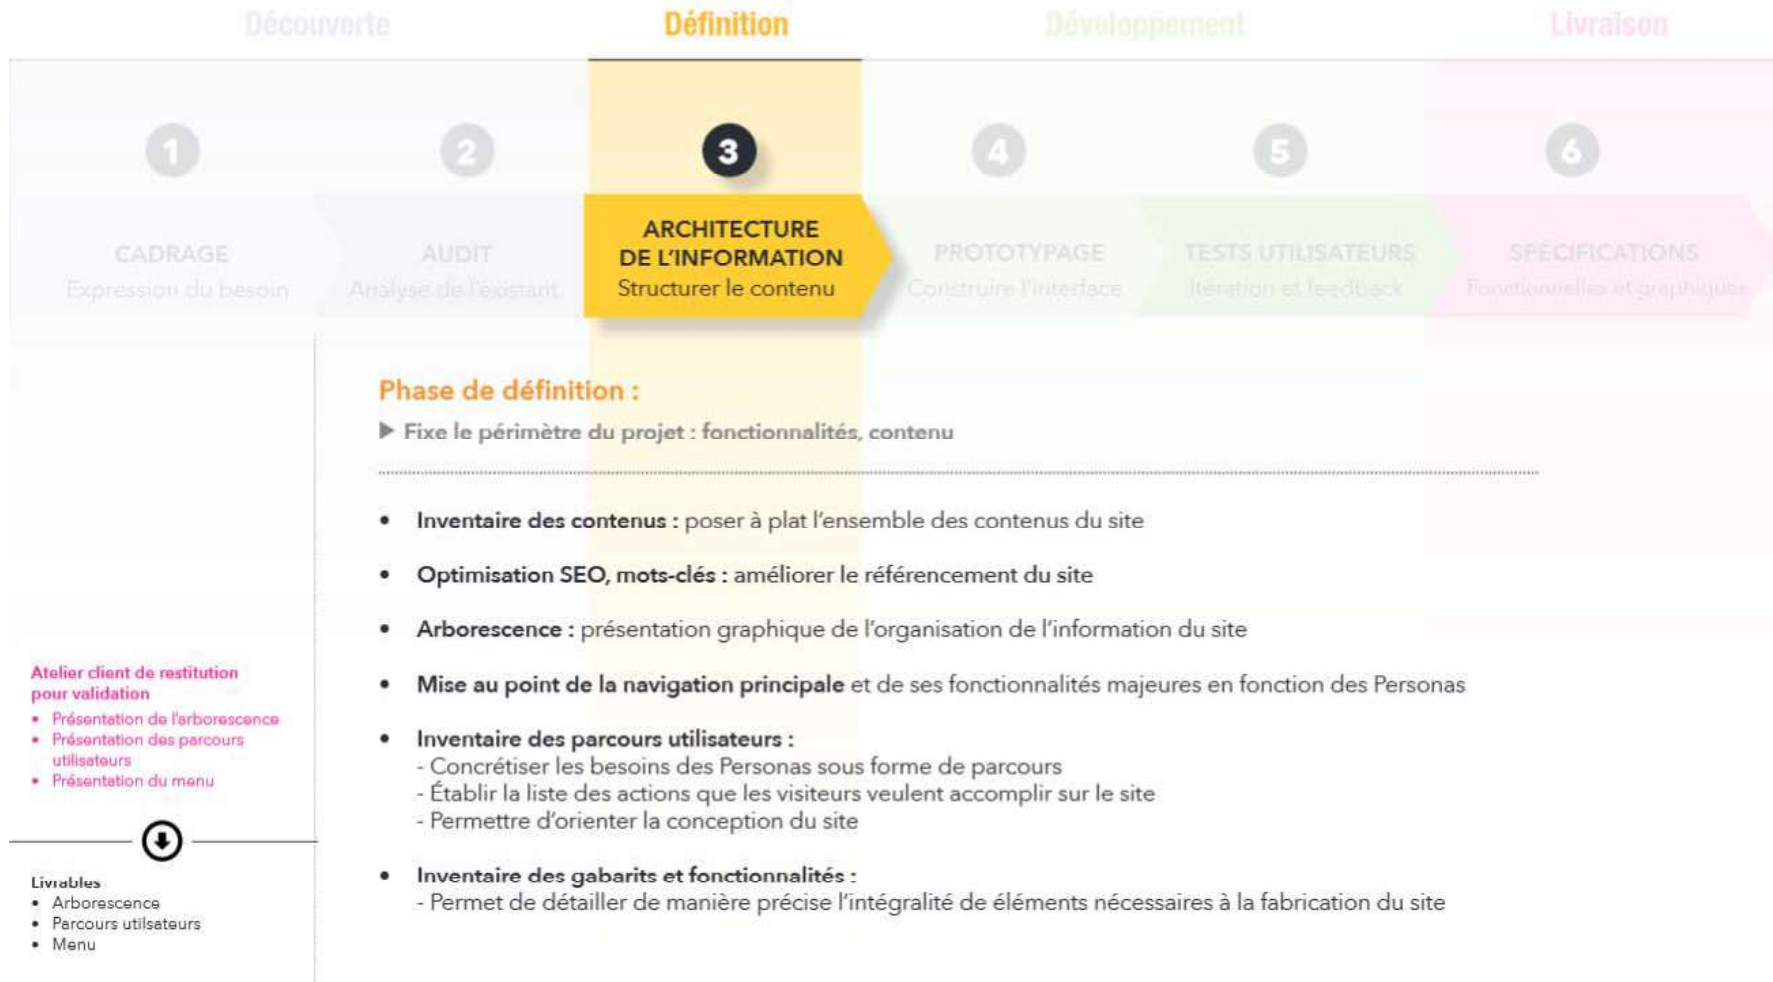 Découverte
Définition
Développement
Livraison
1
2
3
4
5
6
CADRAGE
Expression du besoin
AUDIT
Analyse de l'existant
ARCHITECTURE
DE L'INFORMATION
Structurer le contenu
PROTOTYPAGE
Construire l'interface
TESTS UTILISATEURS
Itération et feedback
SPÉCIFICATIONS
Fonctionnelles et graphiques
Phase de définition :
▶ Fixe le périmètre du projet : fonctionnalités, contenu
• Inventaire des contenus : poser à plat l'ensemble des contenus du site
• Optimisation SEO, mots-clés : améliorer le référencement du site
• Arborescence : présentation graphique de l'organisation de l'information du site
• Mise au point de la navigation principale et de ses fonctionnalités majeures en fonction des Personas
• Inventaire des parcours utilisateurs :
- Concrétiser les besoins des Personas sous forme de parcours
- Établir la liste des actions que les visiteurs veulent accomplir sur le site
- Permettre d'orienter la conception du site
• Inventaire des gabarits et fonctionnalités :
- Permet de détailler de manière précise l'intégralité de éléments nécessaires à la fabrication du site
Atelier client de restitution
pour validation
• Présentation de l'arborescence
• Présentation des parcours
utilisateurs
• Présentation du menu
Livrables
• Arborescence
• Parcours utilsateurs
• Menu